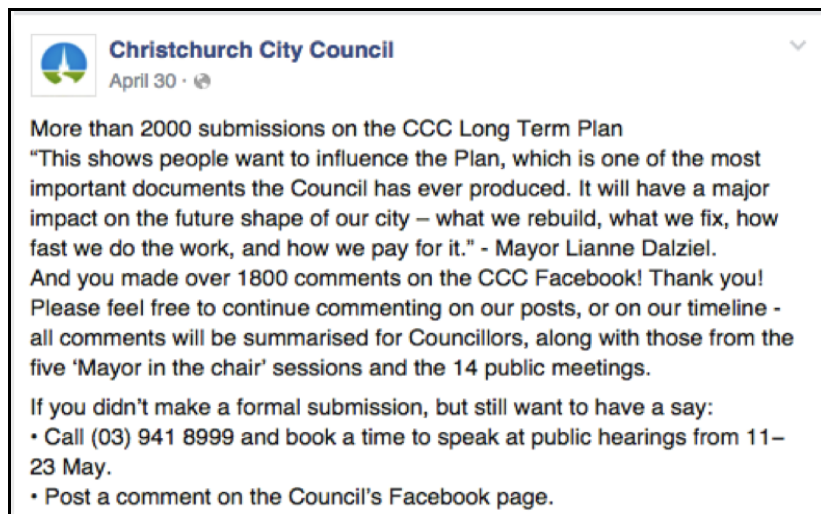 Christchurch City Council
April 30 ·
More than 2000 submissions on the CCC Long Term Plan
“This shows people want to influence the Plan, which is one of the most
important documents the Council has ever produced. It will have a major
impact on the future shape of our city – what we rebuild, what we fix, how
fast we do the work, and how we pay for it.” - Mayor Lianne Dalziel.
And you made over 1800 comments on the CCC Facebook! Thank you!
Please feel free to continue commenting on our posts, or on our timeline -
all comments will be summarised for Councillors, along with those from the
five ‘Mayor in the chair’ sessions and the 14 public meetings.
If you didn’t make a formal submission, but still want to have a say:
• Call (03) 941 8999 and book a time to speak at public hearings from 11–
23 May.
• Post a comment on the Council’s Facebook page.